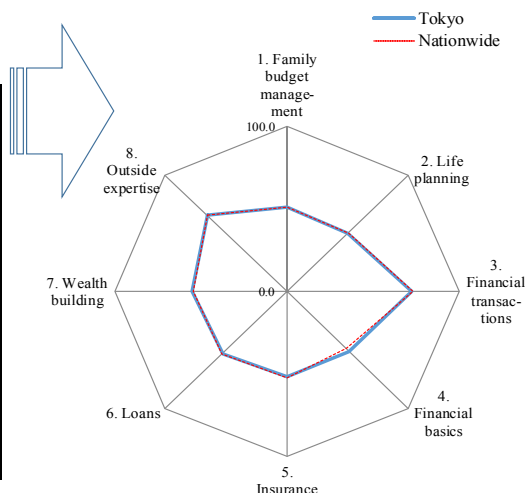 Tokyo
Nationwide
1. Family
budget
manage-
ment
100.0
2. Life
planning
3.
Financial
transac-
tions
4.
Financial
basics
5.
Insurance
6. Loans
7. Wealth
building
8.
Outside
expertise
0.0